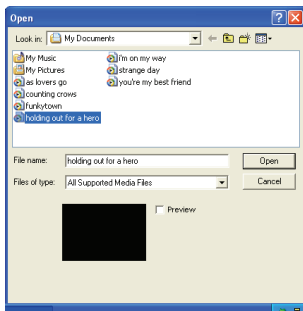 Open
Look in: My Documents
My Music
My Pictures
as lovers go
counting crows
funkytown
holding out for a hero
i'm on my way
strange day
you're my best friend
File name: holding out for a hero Open
Files of type: All Supported Media Files Cancel
Preview